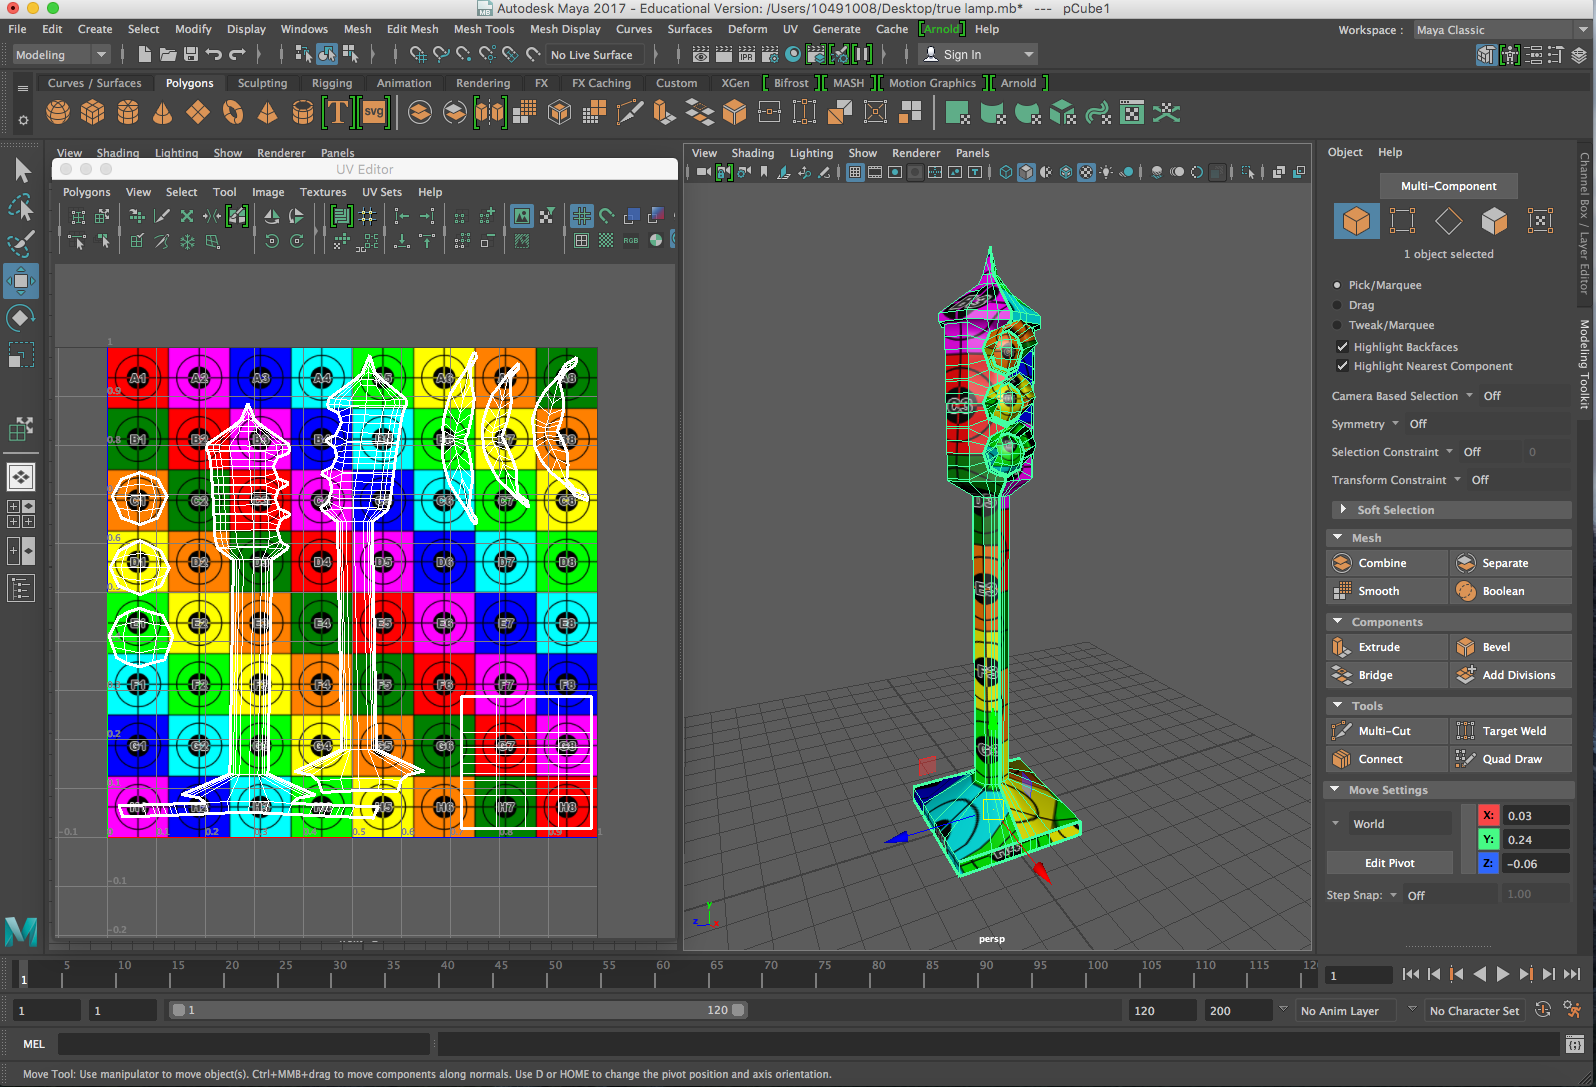 Autodesk Maya 2017 - Educational Version: /Users/10491008/Desktop/true lamp.mb*   ---   pCube1
File Edit Create Select Modify Display Windows Mesh Edit Mesh Mesh Tools Mesh Display Curves Surfaces Deform UV Generate Cache Arnold Help Workspace : Maya Classic
Modeling No Live Surface IPR Sign In
Curves / Surfaces Polygons Sculpting Rigging Animation Rendering FX FX Caching Custom XGen Bifrost MASH Motion Graphics Arnold
T svg
View Shading Lighting Show Renderer Panels
UV Editor
Polygons View Select Tool Image Textures UV Sets Help
RGB
1
A1 A2 A3 A4 A5 A6 A8
0.9
B1 B2 B3 B7 B8
0.8
C1 C2 C3 C6 C7 C8
0.6
D1 D2 D4 D5 D6 D7 D8
E1 E2 E3 E4 E5 E6 E7 E8
F1 F2 F4 F5 F6 F7 F8
0.2
G1 G2 G3 G4 G5 G6 G7 G8
H1 H2 H5 H6 H7 H8
-0.1 0.2 0.5 0.6 0.8 0.9 1
-0.1
-0.2
View Shading Lighting Show Renderer Panels
C3
persp
y
z x
Object Help
Multi-Component
1 object selected
Pick/Marquee
Drag
Tweak/Marquee
Highlight Backfaces
Highlight Nearest Component
Camera Based Selection Off
Symmetry Off
Selection Constraint Off 0
Transform Constraint Off
Soft Selection
Mesh
Combine Separate
Smooth Boolean
Components
Extrude Bevel
Bridge Add Divisions
Tools
Multi-Cut Target Weld
Connect Quad Draw
Move Settings
World
X: 0.03
Y: 0.24
Edit Pivot
Z: -0.06
Step Snap: Off 1.00
Channel Box / Layer Editor
Modeling Toolkit
1 5 10 15 20 25 30 35 40 45 50 55 60 65 70 75 80 85 90 95 100 105 110 115 12
1
1 1 1 120 120 200 No Anim Layer No Character Set
MEL
Move Tool: Use manipulator to move object(s). Ctrl+MMB+drag to move components along normals. Use D or HOME to change the pivot position and axis orientation.